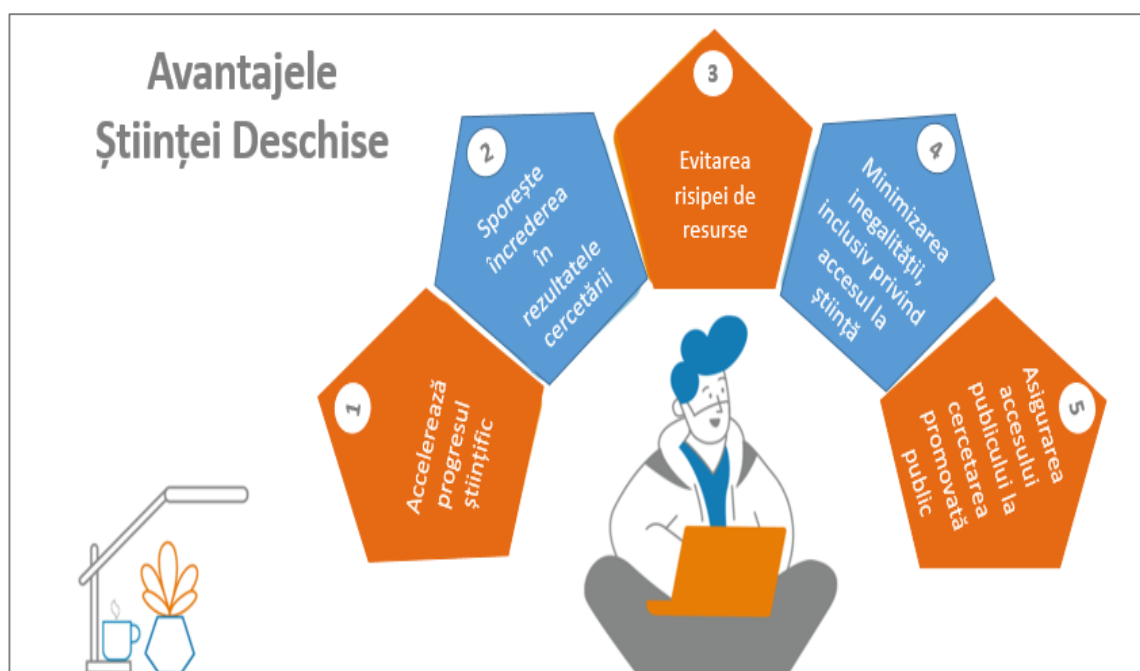 Avantajele
Științei Deschise
1
Accelerează
progresul
științific
2
Sporește
încrederea
în
rezultatele
cercetării
3
Evitarea
risipei de
resurse
4
Minimizarea
inegalității,
inclusiv privind
accesul la
știință
5
Asigurarea
accesului
publicului la
cercetarea
promovată
public